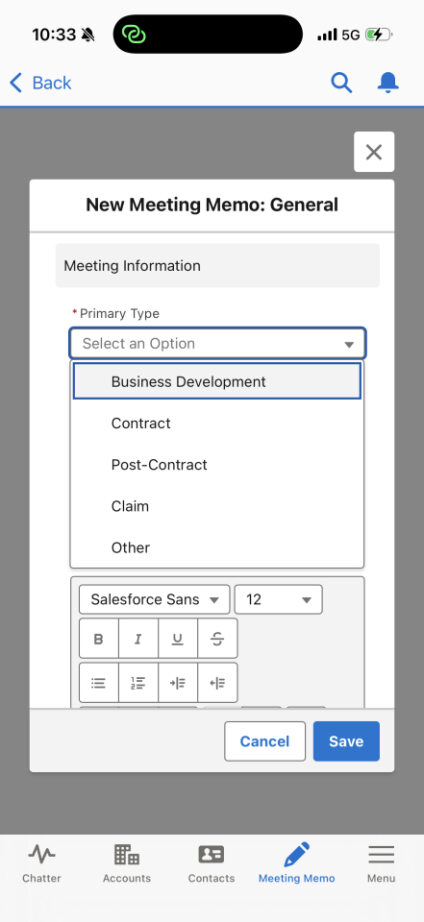 10:33
5G
Back
New Meeting Memo: General
Meeting Information
* Primary Type
Select an Option
Business Development
Contract
Post-Contract
Claim
Other
Salesforce Sans 12
B I U S
Cancel Save
Chatter Accounts Contacts Meeting Memo Menu